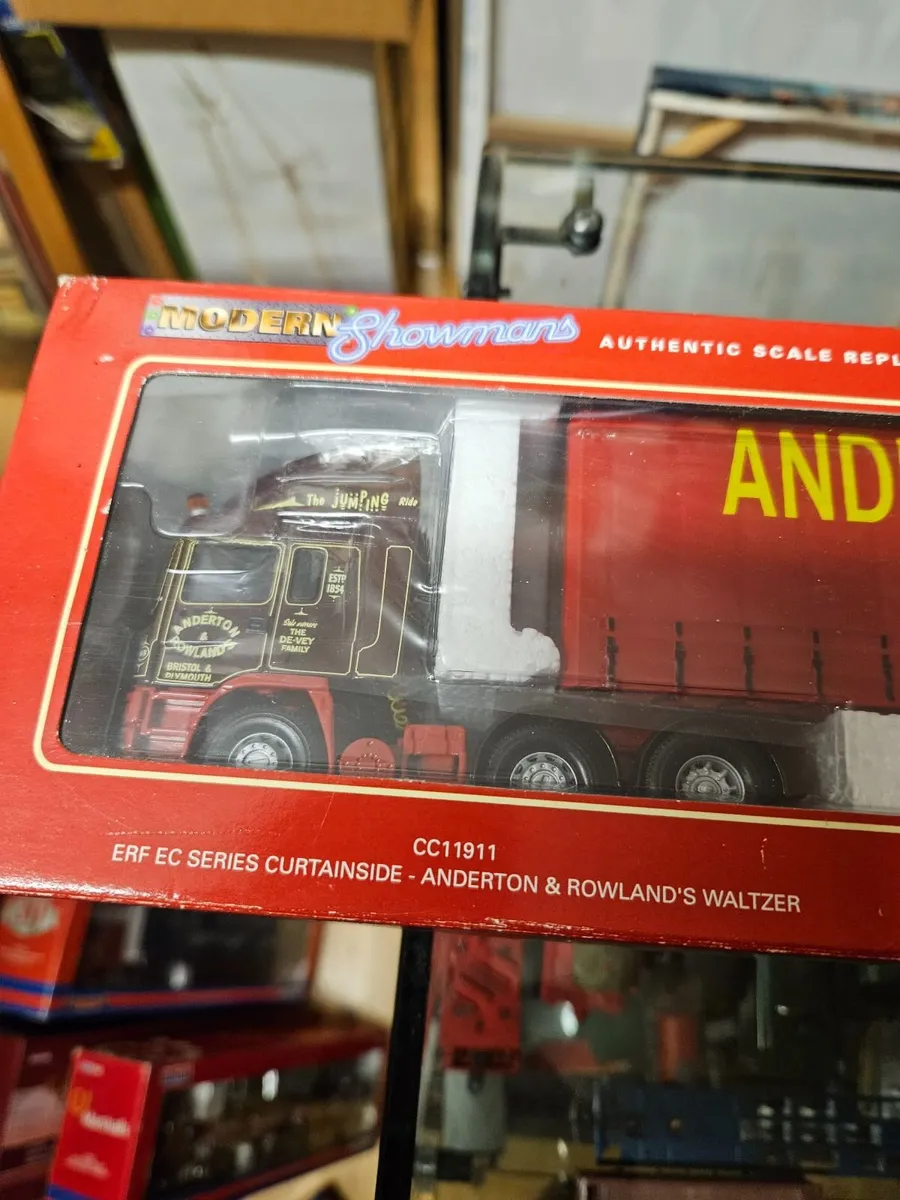 MODERN Showmans
AUTHENTIC SCALE REPL
The JUMPING Ride
AND
ESTD
1854
ANDERTON
&
ROWLAND'S
BRISTOL &
PLYMOUTH
Sole owners
THE
DE-VEY
FAMILY
CC11911
ERF EC SERIES CURTAINSIDE - ANDERTON & ROWLAND'S WALTZER